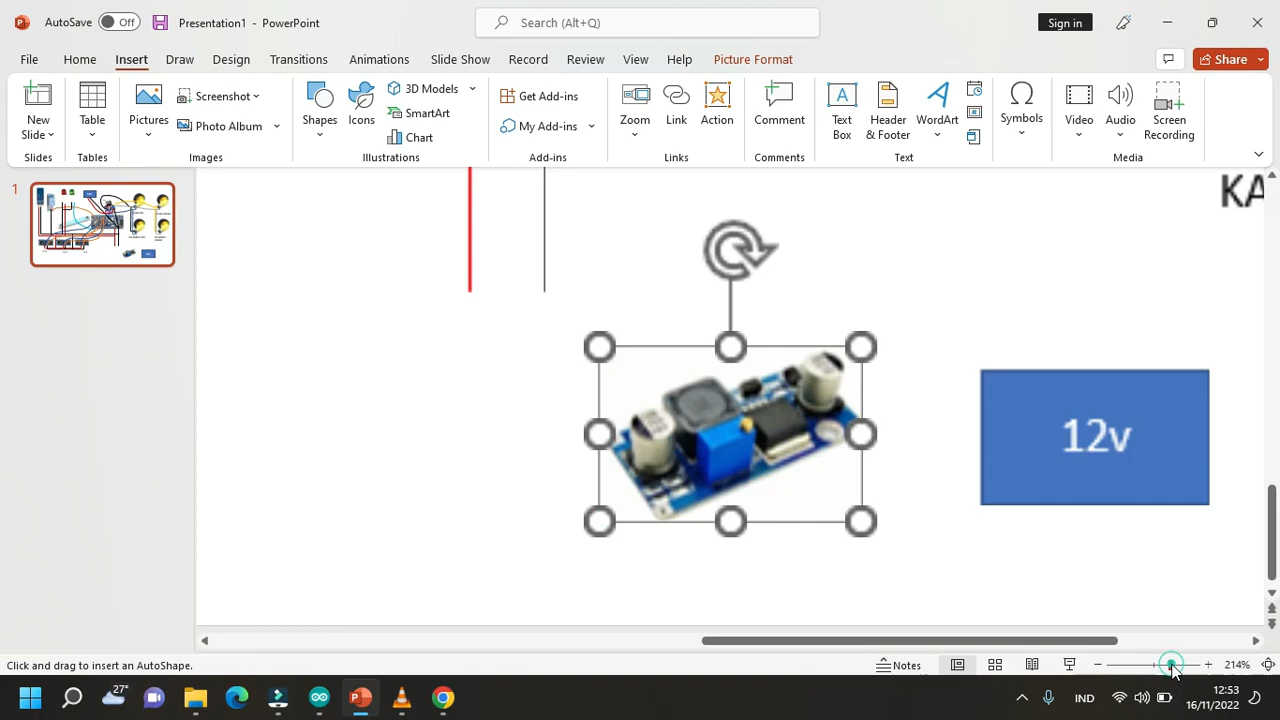 AutoSave Off Presentation1 - PowerPoint Search (Alt+Q) Sign in
File Home Insert Draw Design Transitions Animations Slide Show Record Review View Help Picture Format Share
New Slide
Table
Pictures
Screenshot
Photo Album
Shapes
Icons
3D Models
SmartArt
Chart
Get Add-ins
My Add-ins
Zoom
Link
Action
Comment
Text Box
Header & Footer
WordArt
Symbols
Video
Audio
Screen Recording
Slides Tables Images Illustrations Add-ins Links Comments Text Media
1
KA
12v
Click and drag to insert an AutoShape. Notes 214%
27° IND 12:53
16/11/2022